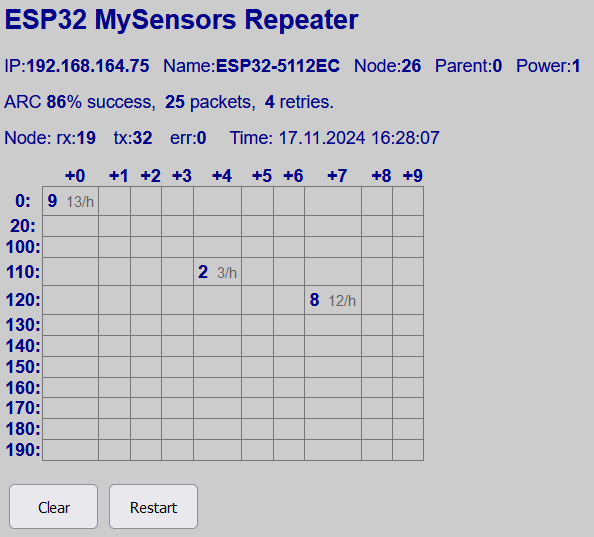 ESP32 MySensors Repeater
IP:192.168.164.75 Name:ESP32-5112EC Node:26 Parent:0 Power:1
ARC 86% success, 25 packets, 4 retries.
Node: rx:19 tx:32 err:0 Time: 17.11.2024 16:28:07
+0 +1 +2 +3 +4 +5 +6 +7 +8 +9
0: 9 13/h
20:
100:
110: 2 3/h
120: 8 12/h
130:
140:
150:
160:
170:
180:
190:
Clear Restart